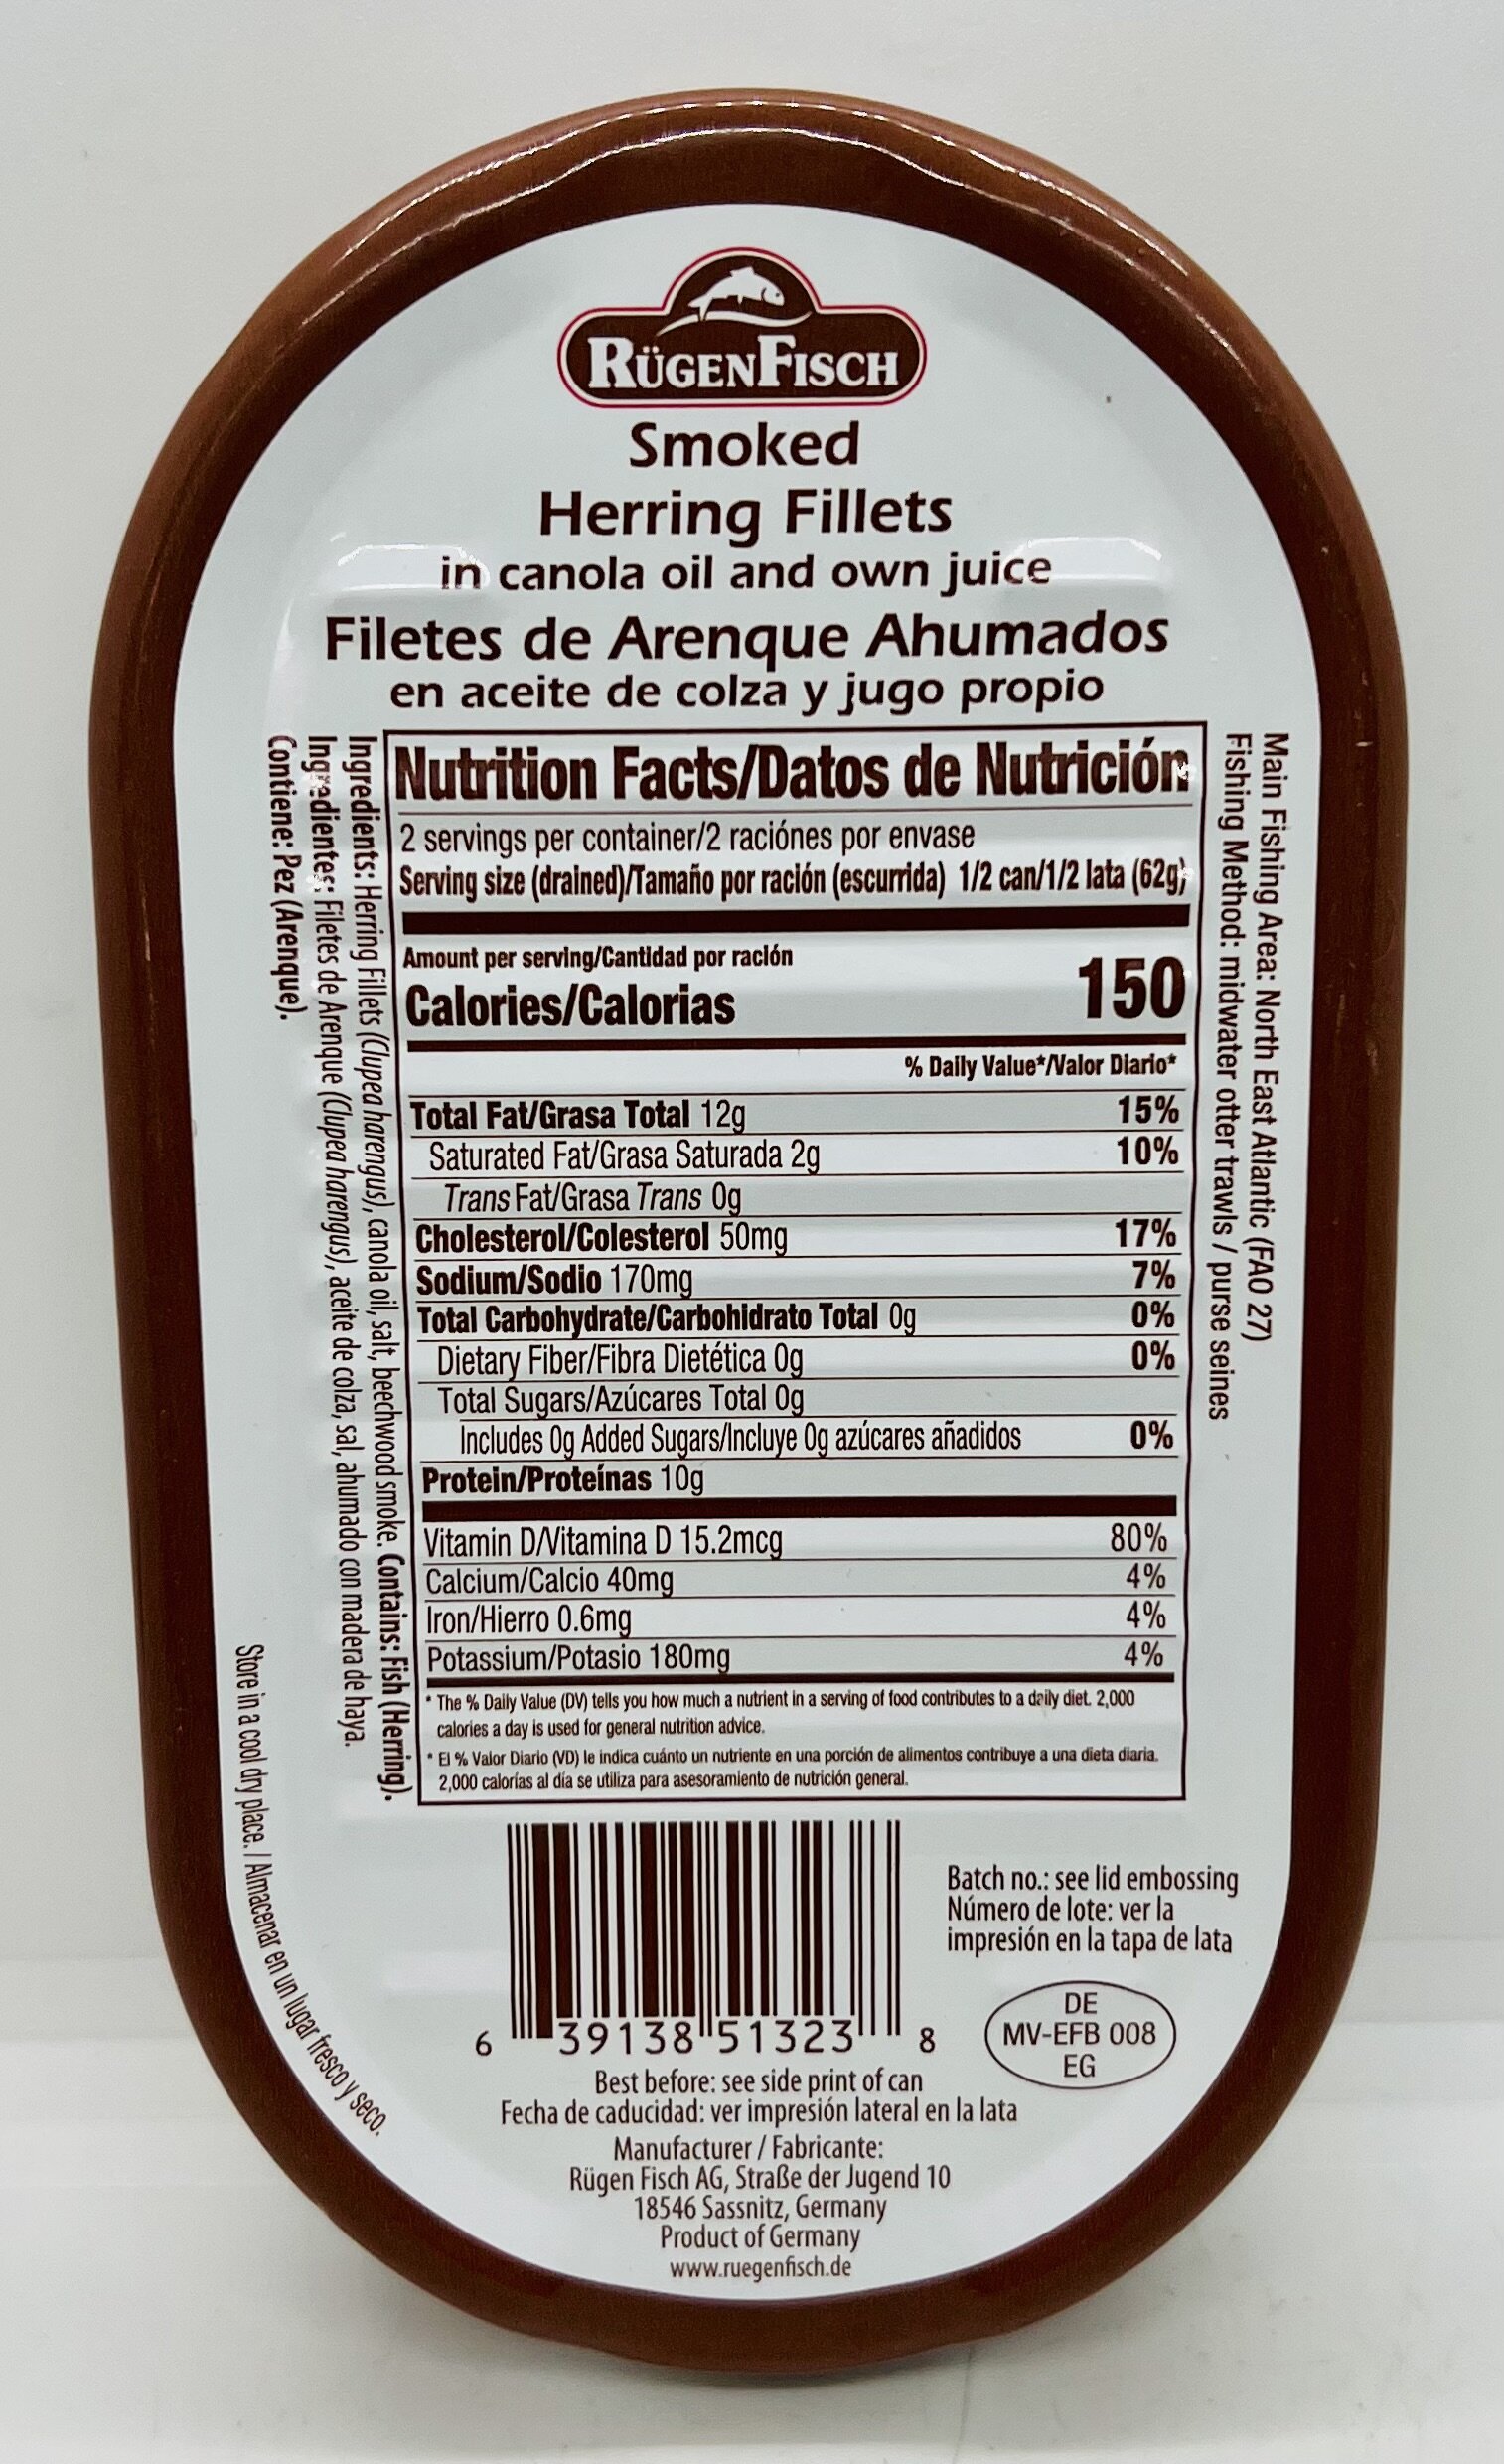 RÜGENFISCH
Smoked
Herring Fillets
in canola oil and own juice
Filetes de Arenque Ahumados
en aceite de colza y jugo propio
Nutrition Facts/Datos de Nutrición
2 servings per container/2 raciónes por envase
Serving size (drained)/Tamaño por ración (escurrida) 1/2 can/1/2 lata (62g)
Amount per serving/Cantidad por ración
Calories/Calorias 150
% Daily Value*/Valor Diario*
Total Fat/Grasa Total 12g 15%
Saturated Fat/Grasa Saturada 2g 10%
Trans Fat/Grasa Trans 0g
Cholesterol/Colesterol 50mg 17%
Sodium/Sodio 170mg 7%
Total Carbohydrate/Carbohidrato Total 0g 0%
Dietary Fiber/Fibra Dietética 0g 0%
Total Sugars/Azúcares Total 0g
Includes 0g Added Sugars/Incluye 0g azúcares añadidos 0%
Protein/Proteínas 10g
Vitamin D/Vitamina D 15.2mcg 80%
Calcium/Calcio 40mg 4%
Iron/Hierro 0.6mg 4%
Potassium/Potasio 180mg 4%
* The % Daily Value (DV) tells you how much a nutrient in a serving of food contributes to a daily diet. 2,000
calories a day is used for general nutrition advice.
* El % Valor Diario (VD) le indica cuánto un nutriente en una porción de alimentos contribuye a una dieta diaria.
2,000 calorías al día se utiliza para asesoramiento de nutrición general.
Main Fishing Area: North East Atlantic (FAO 27)
Fishing Method: midwater otter trawls / purse seines
Ingredients: Herring Fillets (Clupea harengus), canola oil, salt, beechwood smoke. Contains: Fish (Herring).
Ingredientes: Filetes de Arenque (Clupea harengus), aceite de colza, sal, ahumado con madera de haya.
Contiene: Pez (Arenque).
Store in a cool dry place. / Almacenar en un lugar fresco y seco.
Batch no.: see lid embossing
Número de lote: ver la
impresión en la tapa de lata
DE
MV-EFB 008
EG
6 39138 51323 8
Best before: see side print of can
Fecha de caducidad: ver impresión lateral en la lata
Manufacturer / Fabricante:
Rügen Fisch AG, Straße der Jugend 10
18546 Sassnitz, Germany
Product of Germany
www.ruegenfisch.de